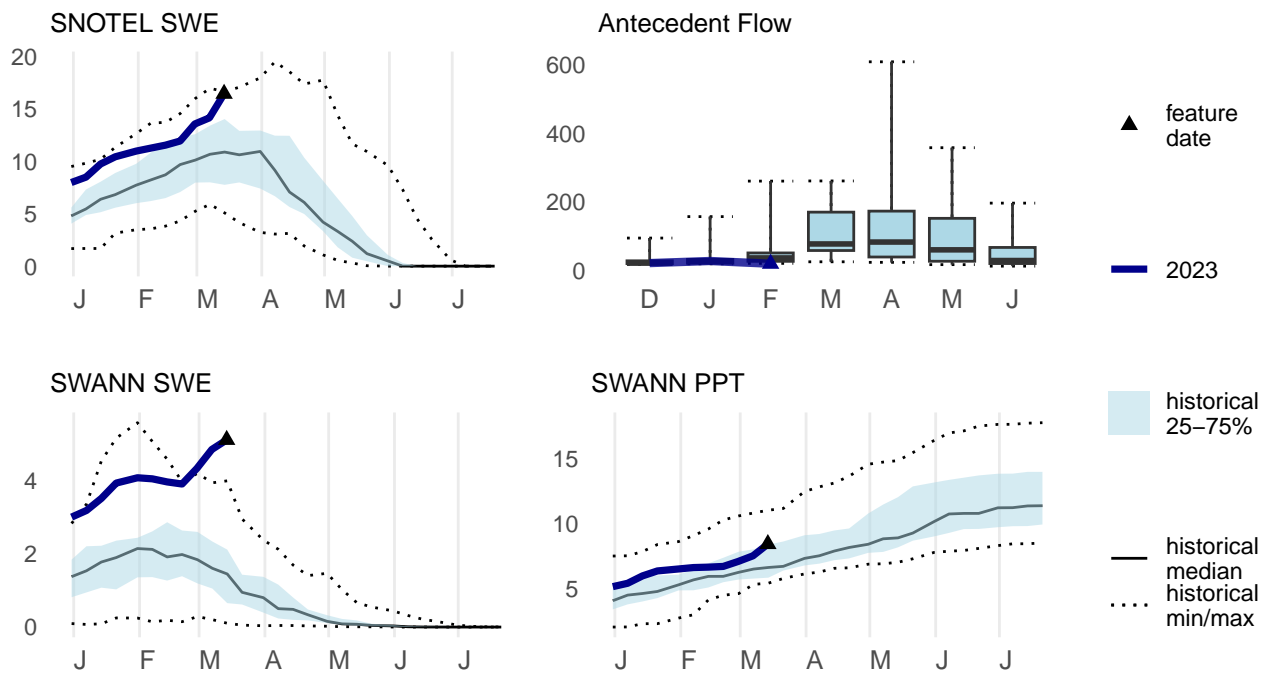 SNOTEL SWE
20
15
10
5
0
J F M A M J J
Antecedent Flow
600
400
200
0
D J F M A M J
SWANN SWE
4
2
0
J F M A M J J
SWANN PPT
15
10
5
J F M A M J J
feature
date
2023
historical
25−75%
historical
median
historical
min/max